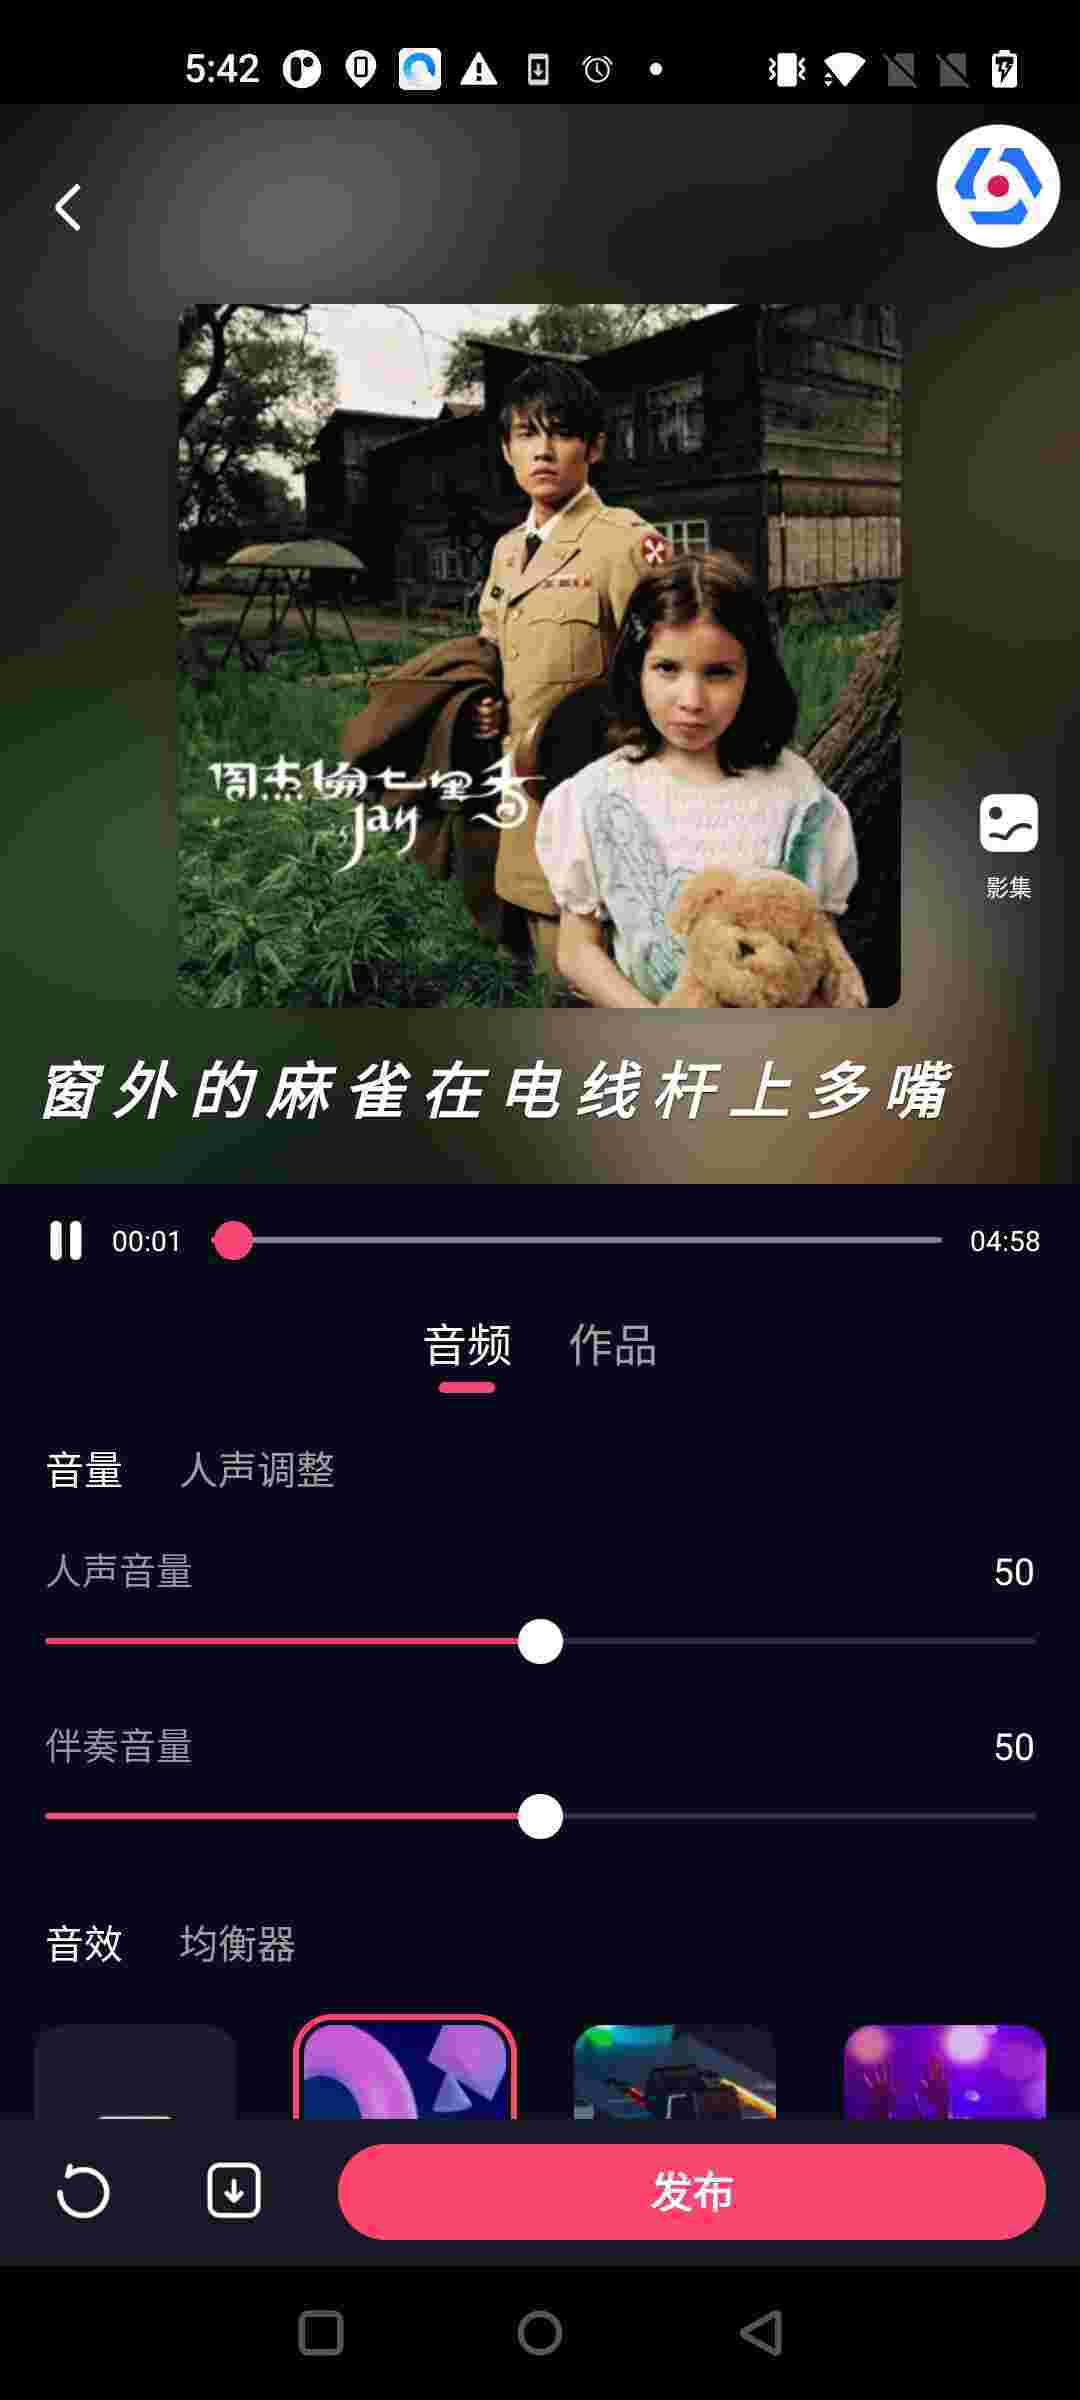 5:42
周杰倫七里香
's Jay
影集
窗外的麻雀在电线杆上多嘴
00:01
04:58
音频 作品
音量 人声调整
人声音量 50
伴奏音量 50
音效 均衡器
发布